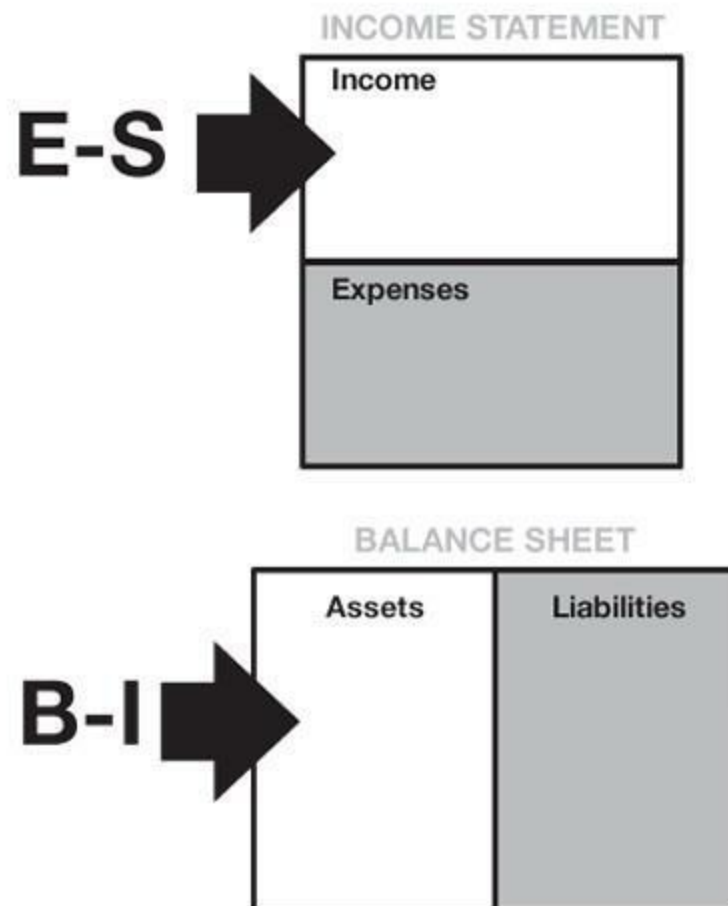 INCOME STATEMENT
Income
E-S
Expenses
BALANCE SHEET
Assets Liabilities
B-I